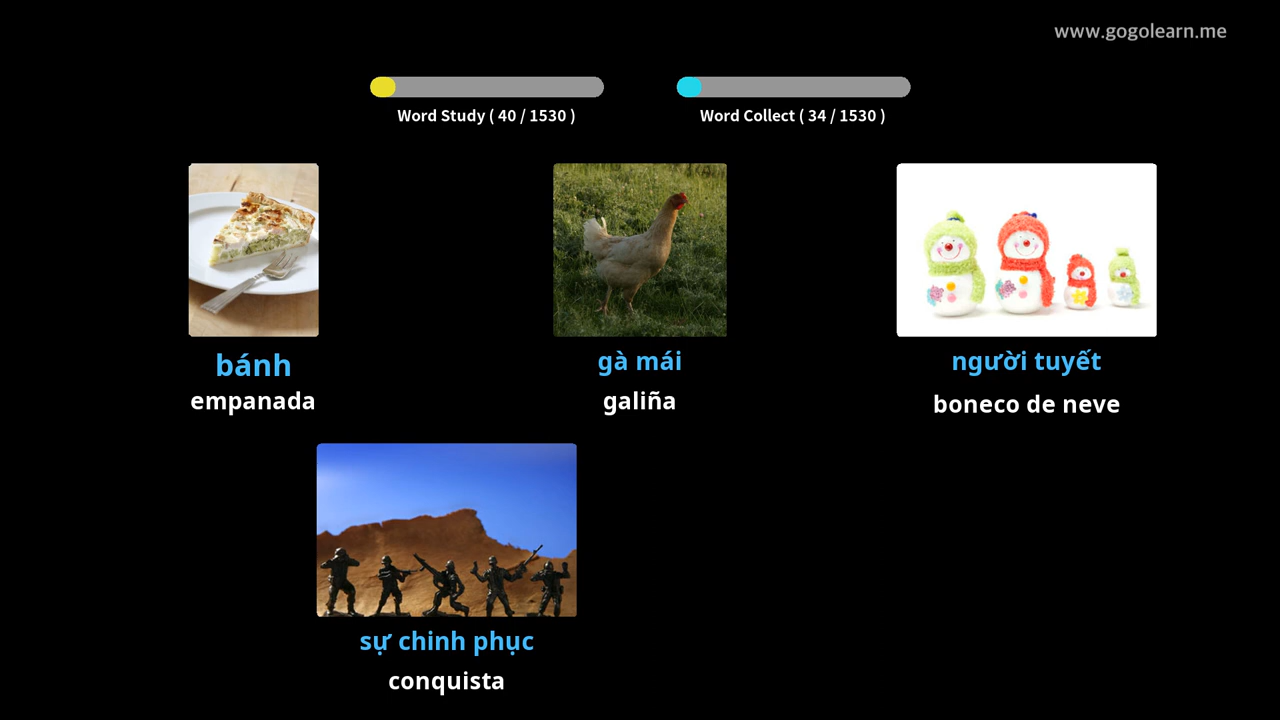 www.gogolearn.me
Word Study ( 40 / 1530 )
Word Collect ( 34 / 1530 )
bánh
empanada
gà mái
galiña
người tuyết
boneco de neve
sự chinh phục
conquista